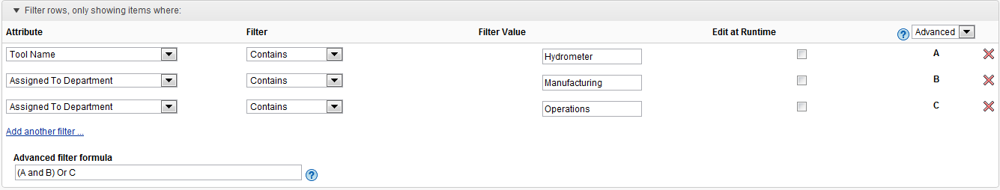 Filter rows, only showing items where:
Attribute Filter Filter Value Edit at Runtime ? Advanced
Tool Name Contains Hydrometer A
Assigned To Department Contains Manufacturing B
Assigned To Department Contains Operations C
Add another filter ...
Advanced filter formula
(A and B) Or C ?